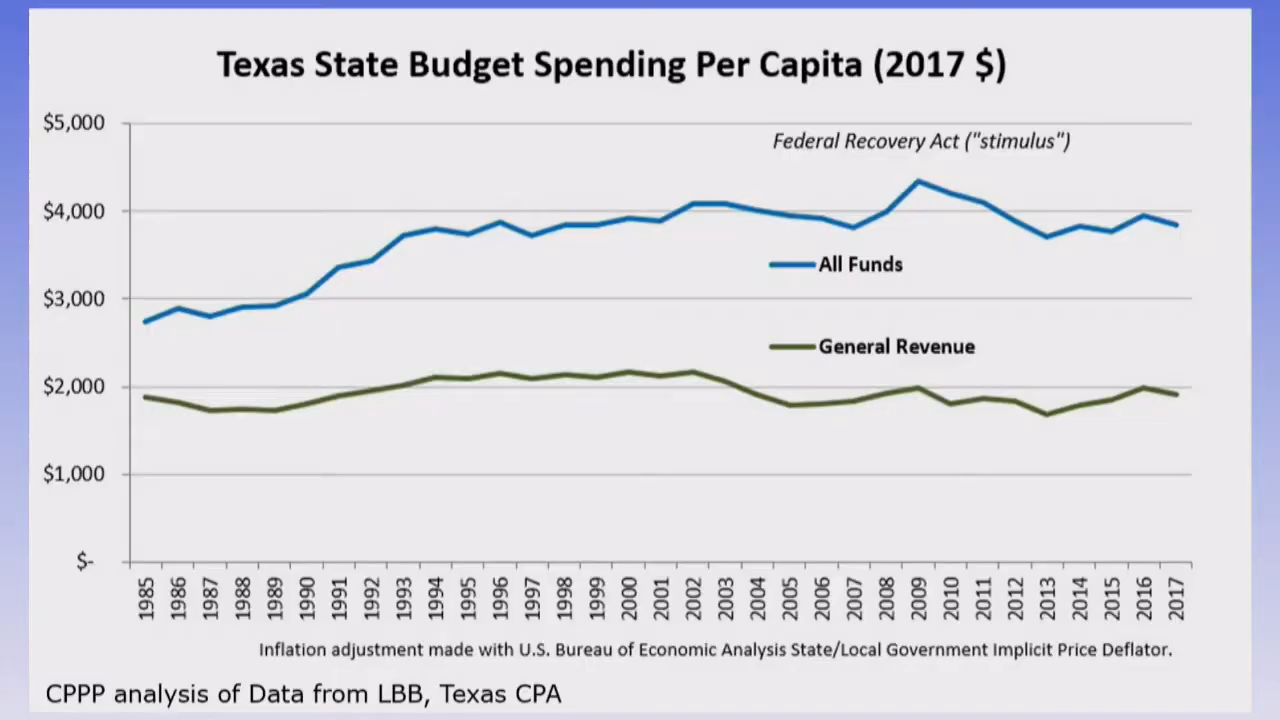 Texas State Budget Spending Per Capita (2017 $)
$5,000
Federal Recovery Act ("stimulus")
$4,000
All Funds
$3,000
General Revenue
$2,000
$1,000
$-
1985 1986 1987 1988 1989 1990 1991 1992 1993 1994 1995 1996 1997 1998 1999 2000 2001 2002 2003 2004 2005 2006 2007 2008 2009 2010 2011 2012 2013 2014 2015 2016 2017
Inflation adjustment made with U.S. Bureau of Economic Analysis State/Local Government Implicit Price Deflator.
CPPP analysis of Data from LBB, Texas CPA